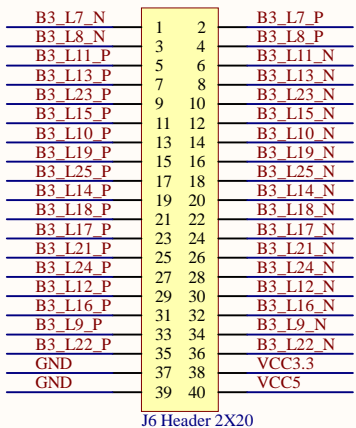 B3_L7_N 1 2 B3_L7_P
B3_L8_N 3 4 B3_L8_P
B3_L11_P 5 6 B3_L11_N
B3_L13_P 7 8 B3_L13_N
B3_L23_P 9 10 B3_L23_N
B3_L15_P 11 12 B3_L15_N
B3_L10_P 13 14 B3_L10_N
B3_L19_P 15 16 B3_L19_N
B3_L25_P 17 18 B3_L25_N
B3_L14_P 19 20 B3_L14_N
B3_L18_P 21 22 B3_L18_N
B3_L17_P 23 24 B3_L17_N
B3_L21_P 25 26 B3_L21_N
B3_L24_P 27 28 B3_L24_N
B3_L12_P 29 30 B3_L12_N
B3_L16_P 31 32 B3_L16_N
B3_L9_P 33 34 B3_L9_N
B3_L22_P 35 36 B3_L22_N
GND 37 38 VCC3.3
GND 39 40 VCC5
J6 Header 2X20